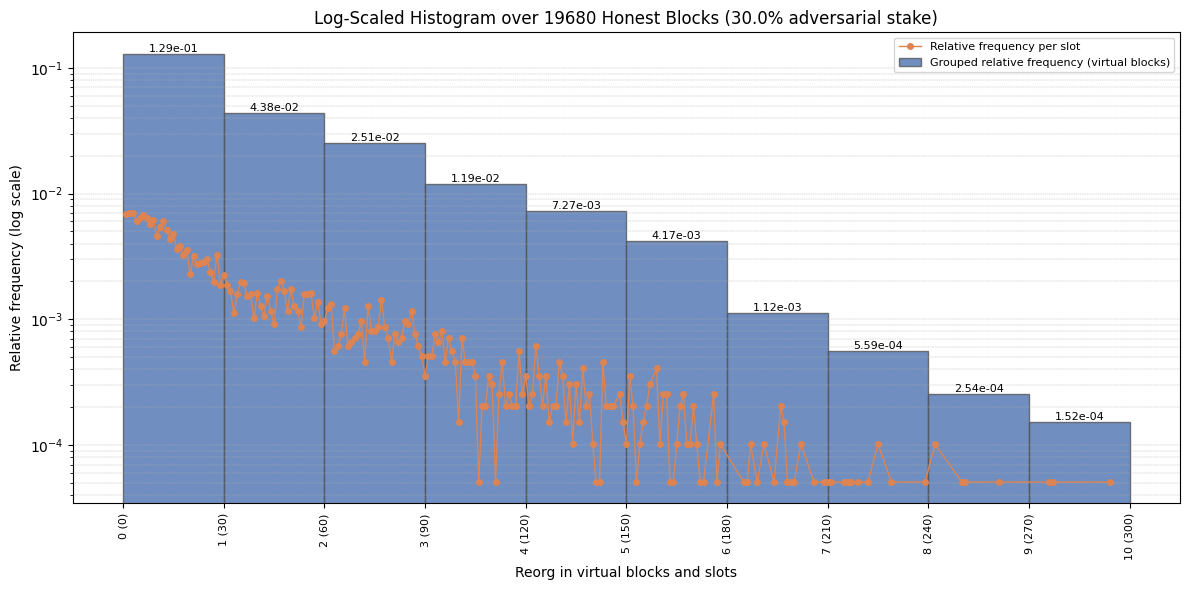 Log-Scaled Histogram over 19680 Honest Blocks (30.0% adversarial stake)
Relative frequency per slot
Grouped relative frequency (virtual blocks)
Relative frequency (log scale)
10⁻¹
10⁻²
10⁻³
10⁻⁴
1.29e-01
4.38e-02
2.51e-02
1.19e-02
7.27e-03
4.17e-03
1.12e-03
5.59e-04
2.54e-04
1.52e-04
0 (0)
1 (30)
2 (60)
3 (90)
4 (120)
5 (150)
6 (180)
7 (210)
8 (240)
9 (270)
10 (300)
Reorg in virtual blocks and slots